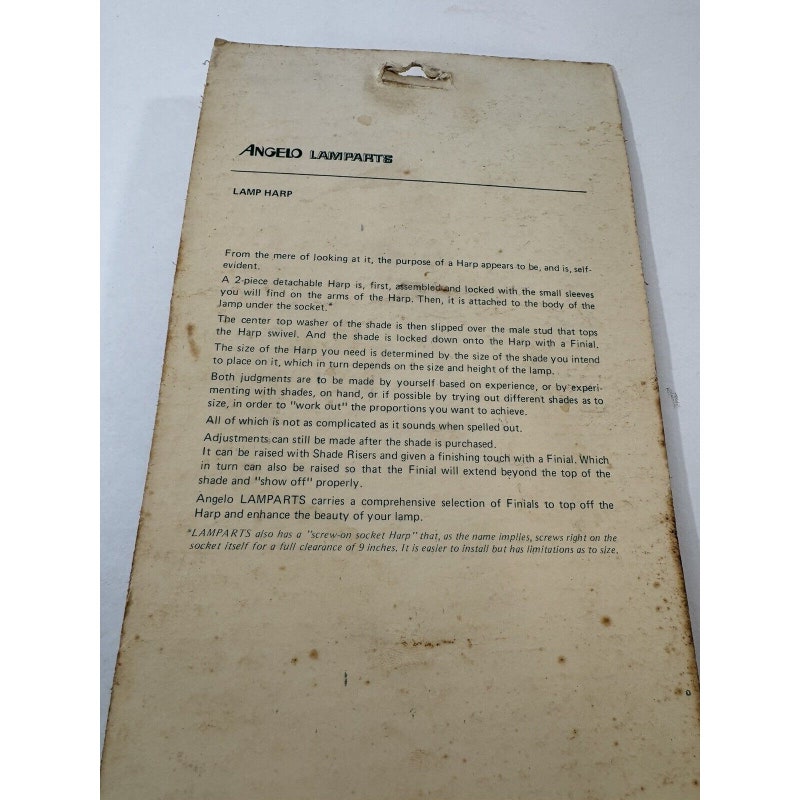 ANGELO LAMPARTS
LAMP HARP
From the mere of looking at it, the purpose of a Harp appears to be, and is, self-
evident.
A 2-piece detachable Harp is, first, assembled and locked with the small sleeves
you will find on the arms of the Harp. Then, it is attached to the body of the
lamp under the socket.*
The center top washer of the shade is then slipped over the male stud that tops
the Harp swivel. And the shade is locked down onto the Harp with a Finial.
The size of the Harp you need is determined by the size of the shade you intend
to place on it, which in turn depends on the size and height of the lamp.
Both judgments are to be made by yourself based on experience, or by experi-
menting with shades, on hand, or if possible by trying out different shades as to
size, in order to "work out" the proportions you want to achieve.
All of which is not as complicated as it sounds when spelled out.
Adjustments can still be made after the shade is purchased.
It can be raised with Shade Risers and given a finishing touch with a Finial. Which
in turn can also be raised so that the Finial will extend beyond the top of the
shade and "show off" properly.
Angelo LAMPARTS carries a comprehensive selection of Finials to top off the
Harp and enhance the beauty of your lamp.
*LAMPARTS also has a "screw-on socket Harp" that, as the name implies, screws right on the
socket itself for a full clearance of 9 inches. It is easier to install but has limitations as to size.